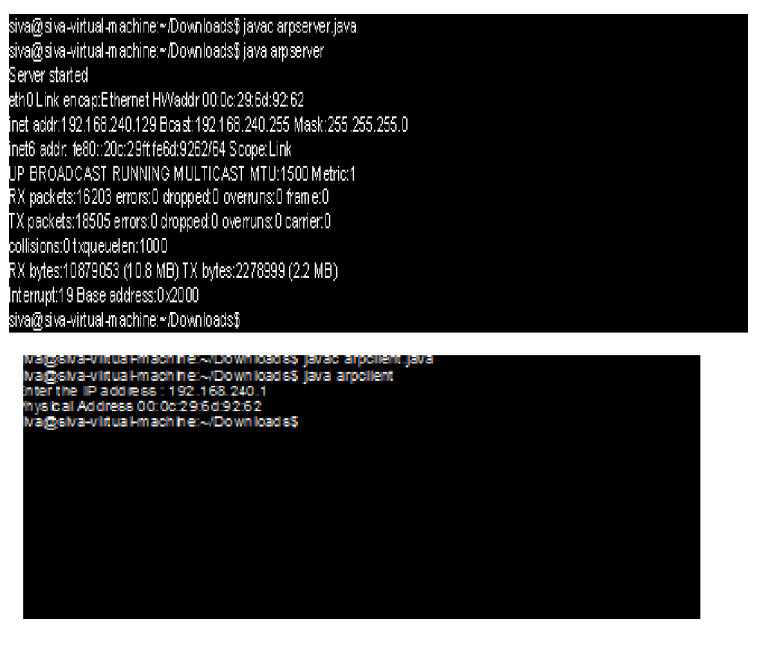 siva@siva-virtual-machine:~/Downloads$ javac arpserver.java
siva@siva-virtual-machine:~/Downloads$ java arpserver
Server started
eth0 Link encap:Ethernet HWaddr 00:0c:29:6d:92:62
inet addr:192.168.240.129 Bcast:192.168.240.255 Mask:255.255.255.0
inet6 addr: fe80::20c:29ff:fe6d:9262/64 Scope:Link
UP BROADCAST RUNNING MULTICAST MTU:1500 Metric:1
RX packets:16203 errors:0 dropped:0 overruns:0 frame:0
TX packets:18505 errors:0 dropped:0 overruns:0 carrier:0
collisions:0 txqueuelen:1000
RX bytes:10879053 (10.8 MB) TX bytes:2278999 (2.2 MB)
Interrupt:19 Base address:0x2000
siva@siva-virtual-machine:~/Downloads$
iva@siva-virtual-machine:~/Downloads$ javac arpclient.java
iva@siva-virtual-machine:~/Downloads$ java arpclient
nter the IP address : 192.168.240.1
hysical Address 00:0c:29:6d:92:62
iva@siva-virtual-machine:~/Downloads$